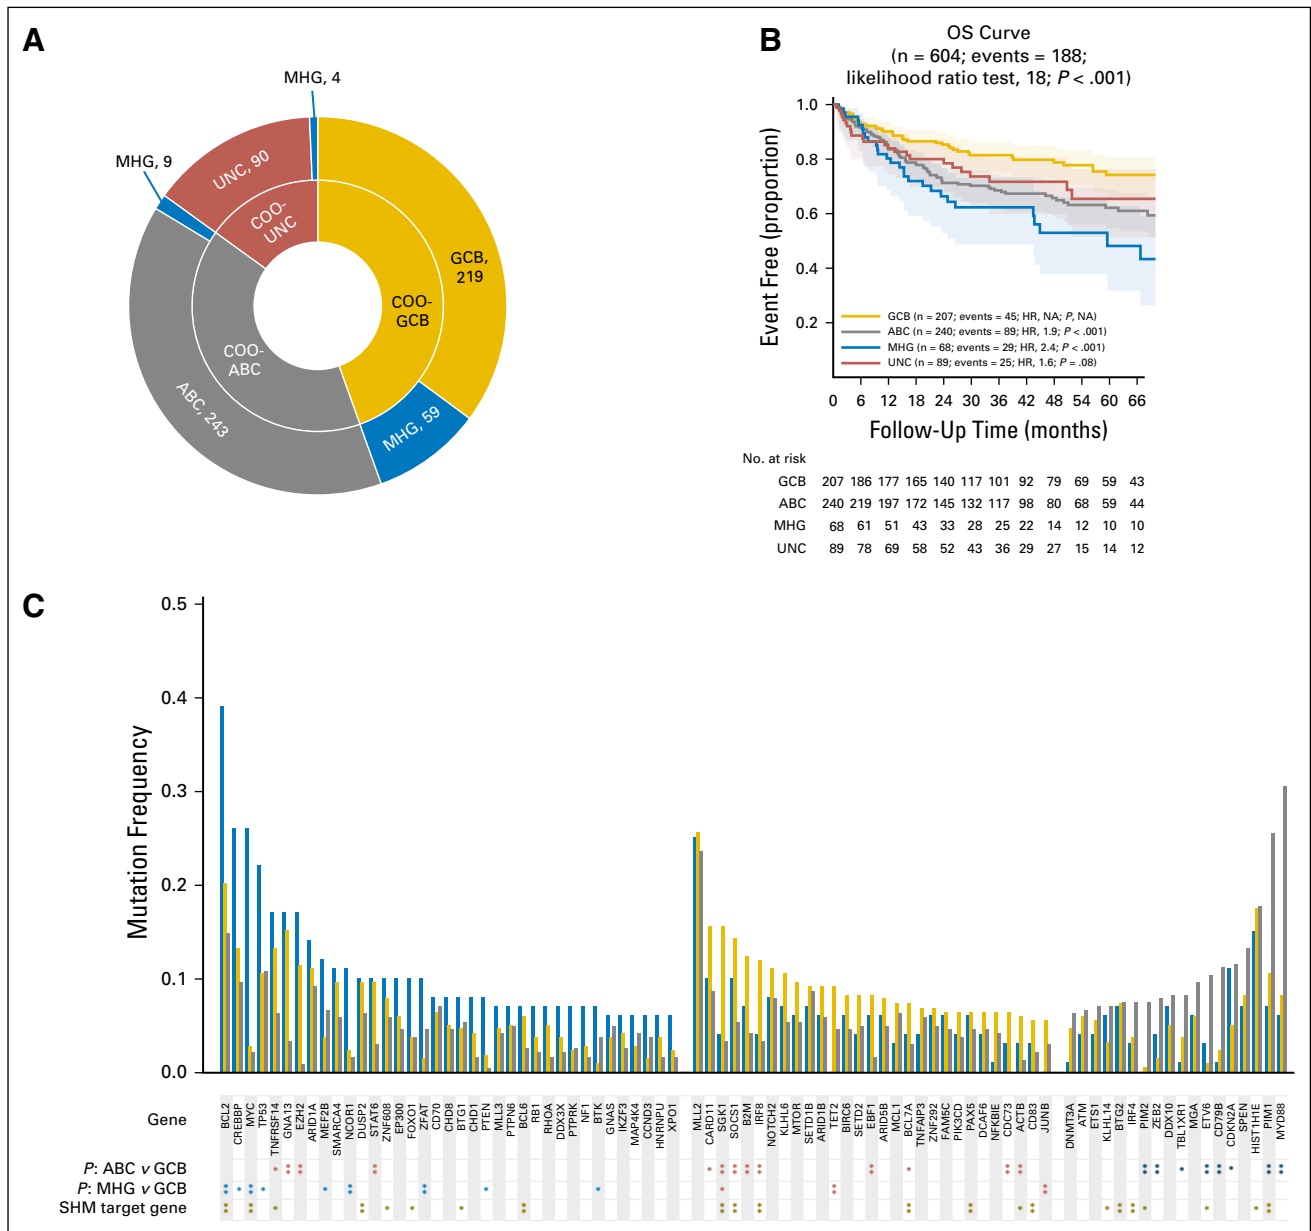 A
MHG, 4
MHG, 9
UNC, 90
COO-
UNC
GCB,
219
COO-
GCB
COO-
ABC
ABC, 243
MHG, 59
B
OS Curve
(n = 604; events = 188;
likelihood ratio test, 18; P < .001)
Event Free (proportion)
1.0
0.8
0.6
0.4
0.2
GCB (n = 207; events = 45; HR, NA; P, NA)
ABC (n = 240; events = 89; HR, 1.9; P < .001)
MHG (n = 68; events = 29; HR, 2.4; P < .001)
UNC (n = 89; events = 25; HR, 1.6; P = .08)
0 6 12 18 24 30 36 42 48 54 60 66
Follow-Up Time (months)
No. at risk
GCB 207 186 177 165 140 117 101 92 79 69 59 43
ABC 240 219 197 172 145 132 117 98 80 68 59 44
MHG 68 61 51 43 33 28 25 22 14 12 10 10
UNC 89 78 69 58 52 43 36 29 27 15 14 12
C
Mutation Frequency
0.5
0.4
0.3
0.2
0.1
0.0
Gene
BCL2
CREBBP
MYC
TP53
TNFRSF14
GNA13
EZH2
ARID1A
MEF2B
SMARCA4
NCOR1
DUSP2
STAT6
ZNF608
EP300
FOXO1
ZFAT
CD70
CHD8
BTG1
CHD1
PTEN
MLL3
PTPN6
BCL6
RB1
RHOA
DDX3X
PTPRK
NF1
BTK
GNAS
IKZF3
MAP4K4
CCND3
HNRNPU
XPO1
MLL2
CARD11
SGK1
SOCS1
B2M
IRF8
NOTCH2
KLHL6
MTOR
SETD1B
ARID1B
TET2
BIRC6
SETD2
EBF1
ARID5B
MCL1
BCL7A
TNFAIP3
ZNF292
FAM5C
PIK3CD
PAX5
DCAF6
NFKBIE
CDC73
ACTB
CD83
JUNB
DNMT3A
ATM
ETS1
KLHL14
BTG2
IRF4
PIM2
ZEB2
DDX10
TBL1XR1
MGA
ETV6
CD79B
CDKN2A
SPEN
HIST1H1E
PIM1
MYD88
P: ABC v GCB
P: MHG v GCB
SHM target gene